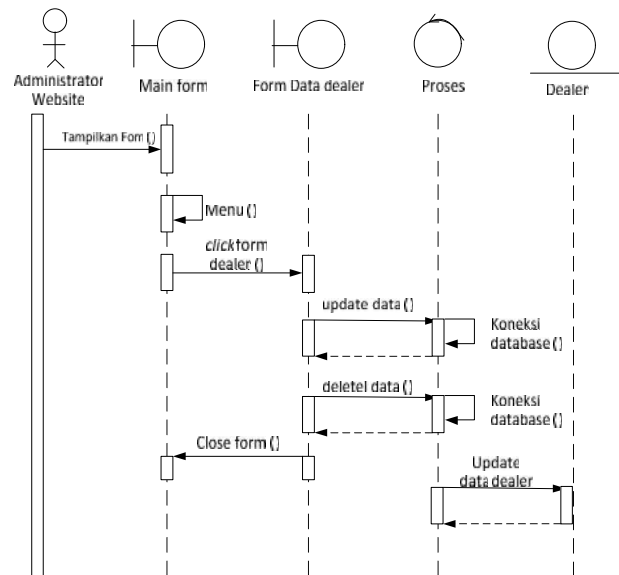 Administrator
Website
Main form
Form Data dealer
Proses
Dealer
Tampilkan Fom ()
Menu ()
click form
dealer ()
update data ()
Koneksi
database ()
deletel data ()
Koneksi
database ()
Close form ()
Update
data dealer